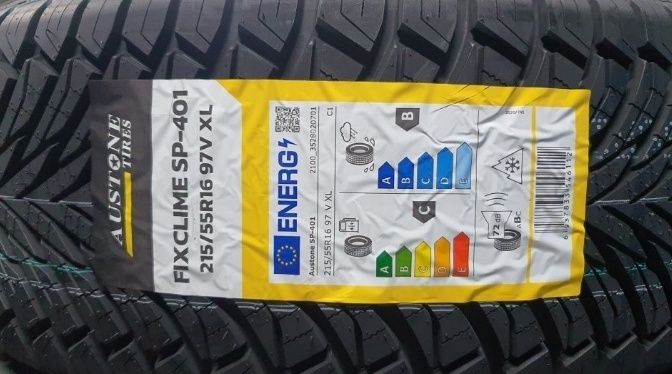 AUSTONE
TIRES
FIXCLIME SP-401
215/55R16 97V XL
ENERG
2100_3528020701
Austone SP-401
215/55R16 97 V XL
C1
B
A
B
C
D
E
C
A
B
C
D
E
72 dB
ABC